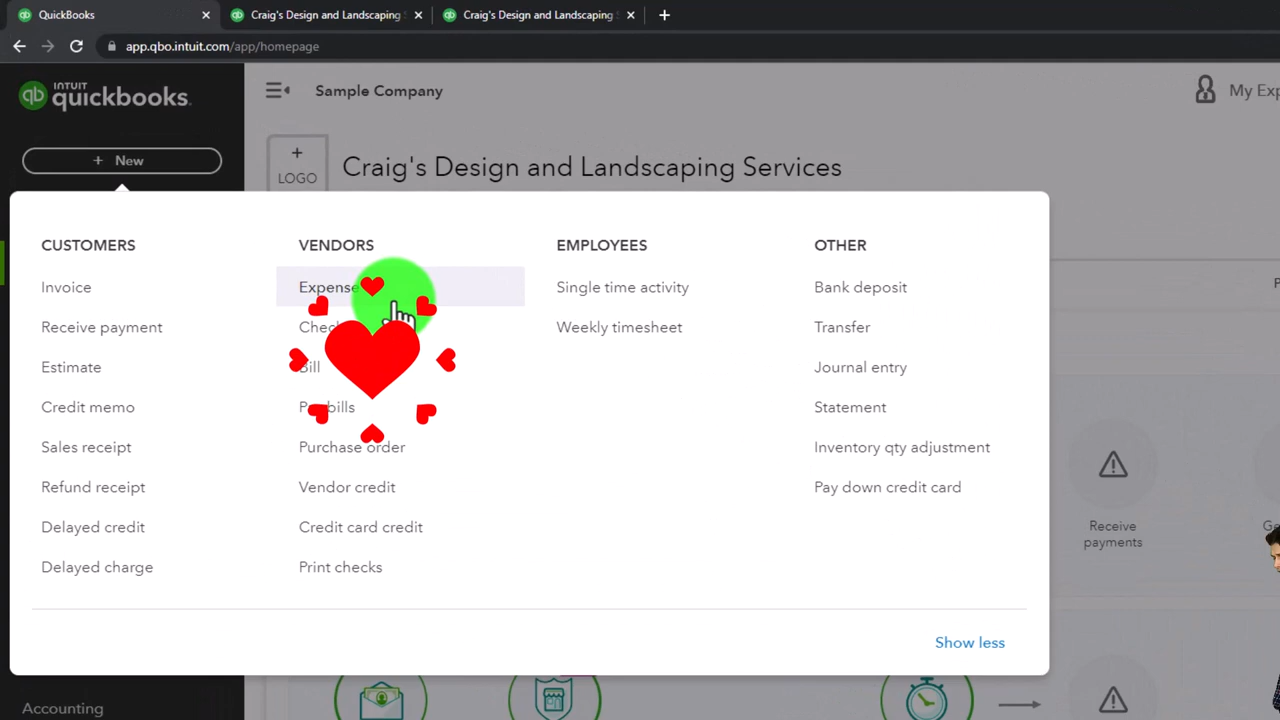 QuickBooks
Craig's Design and Landscaping
Craig's Design and Landscaping
app.qbo.intuit.com/app/homepage
INTUIT
quickbooks.
Sample Company
My Exp
+ New
+
LOGO
Craig's Design and Landscaping Services
CUSTOMERS
VENDORS
EMPLOYEES
OTHER
Invoice
Expense
Single time activity
Bank deposit
Receive payment
Weekly timesheet
Transfer
Estimate
Bill
Journal entry
Credit memo
bills
Statement
Sales receipt
Purchase order
Inventory qty adjustment
Refund receipt
Vendor credit
Pay down credit card
Delayed credit
Credit card credit
Delayed charge
Print checks
Receive
payments
Show less
Accounting